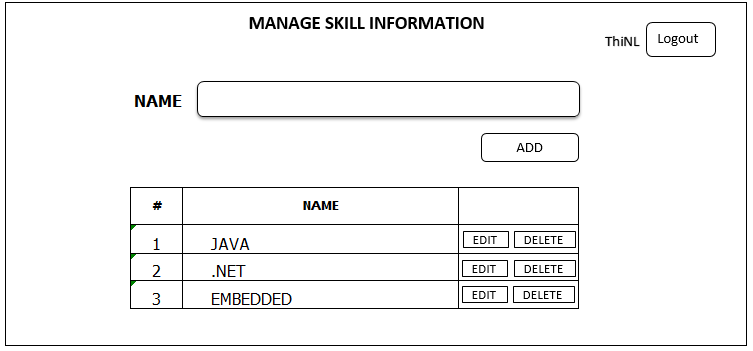 MANAGE SKILL INFORMATION
ThiNL Logout
NAME
ADD
# NAME
1 JAVA EDIT DELETE
2 .NET EDIT DELETE
3 EMBEDDED EDIT DELETE